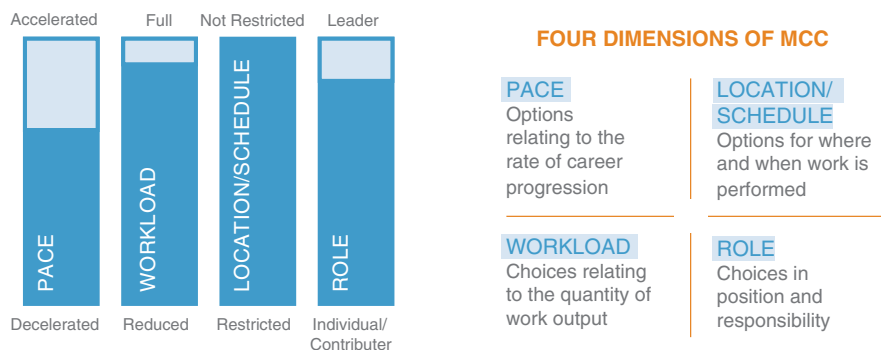 Accelerated
Full
Not Restricted
Leader
PACE
WORKLOAD
LOCATION/SCHEDULE
ROLE
Decelerated
Reduced
Restricted
Individual/
Contributer
FOUR DIMENSIONS OF MCC
PACE
Options
relating to the
rate of career
progression
LOCATION/
SCHEDULE
Options for where
and when work is
performed
WORKLOAD
Choices relating
to the quantity of
work output
ROLE
Choices in
position and
responsibility